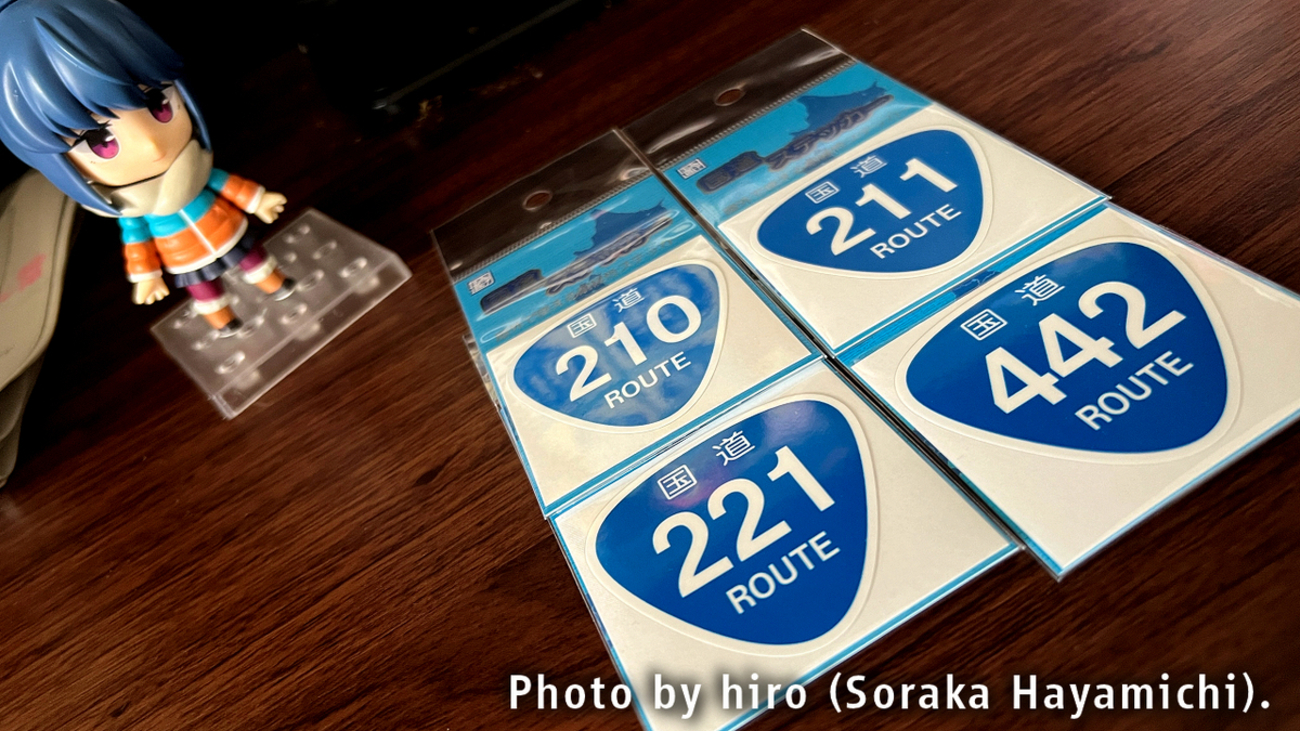 国道
211
ROUTE
国道
210
ROUTE
国道
442
ROUTE
国道
221
ROUTE
Photo by hiro (Soraka Hayamichi).